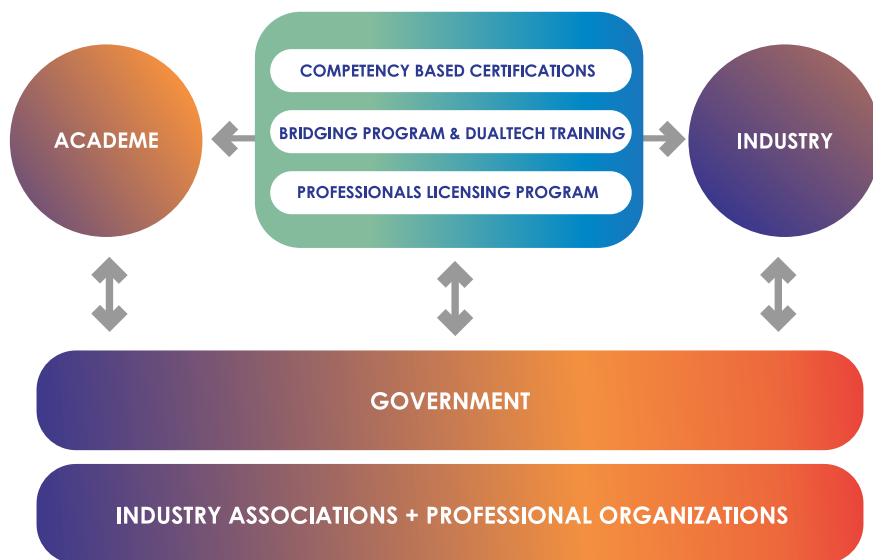 COMPETENCY BASED CERTIFICATIONS
ACADEME
BRIDGING PROGRAM & DUALTECH TRAINING
INDUSTRY
PROFESSIONALS LICENSING PROGRAM
GOVERNMENT
INDUSTRY ASSOCIATIONS + PROFESSIONAL ORGANIZATIONS